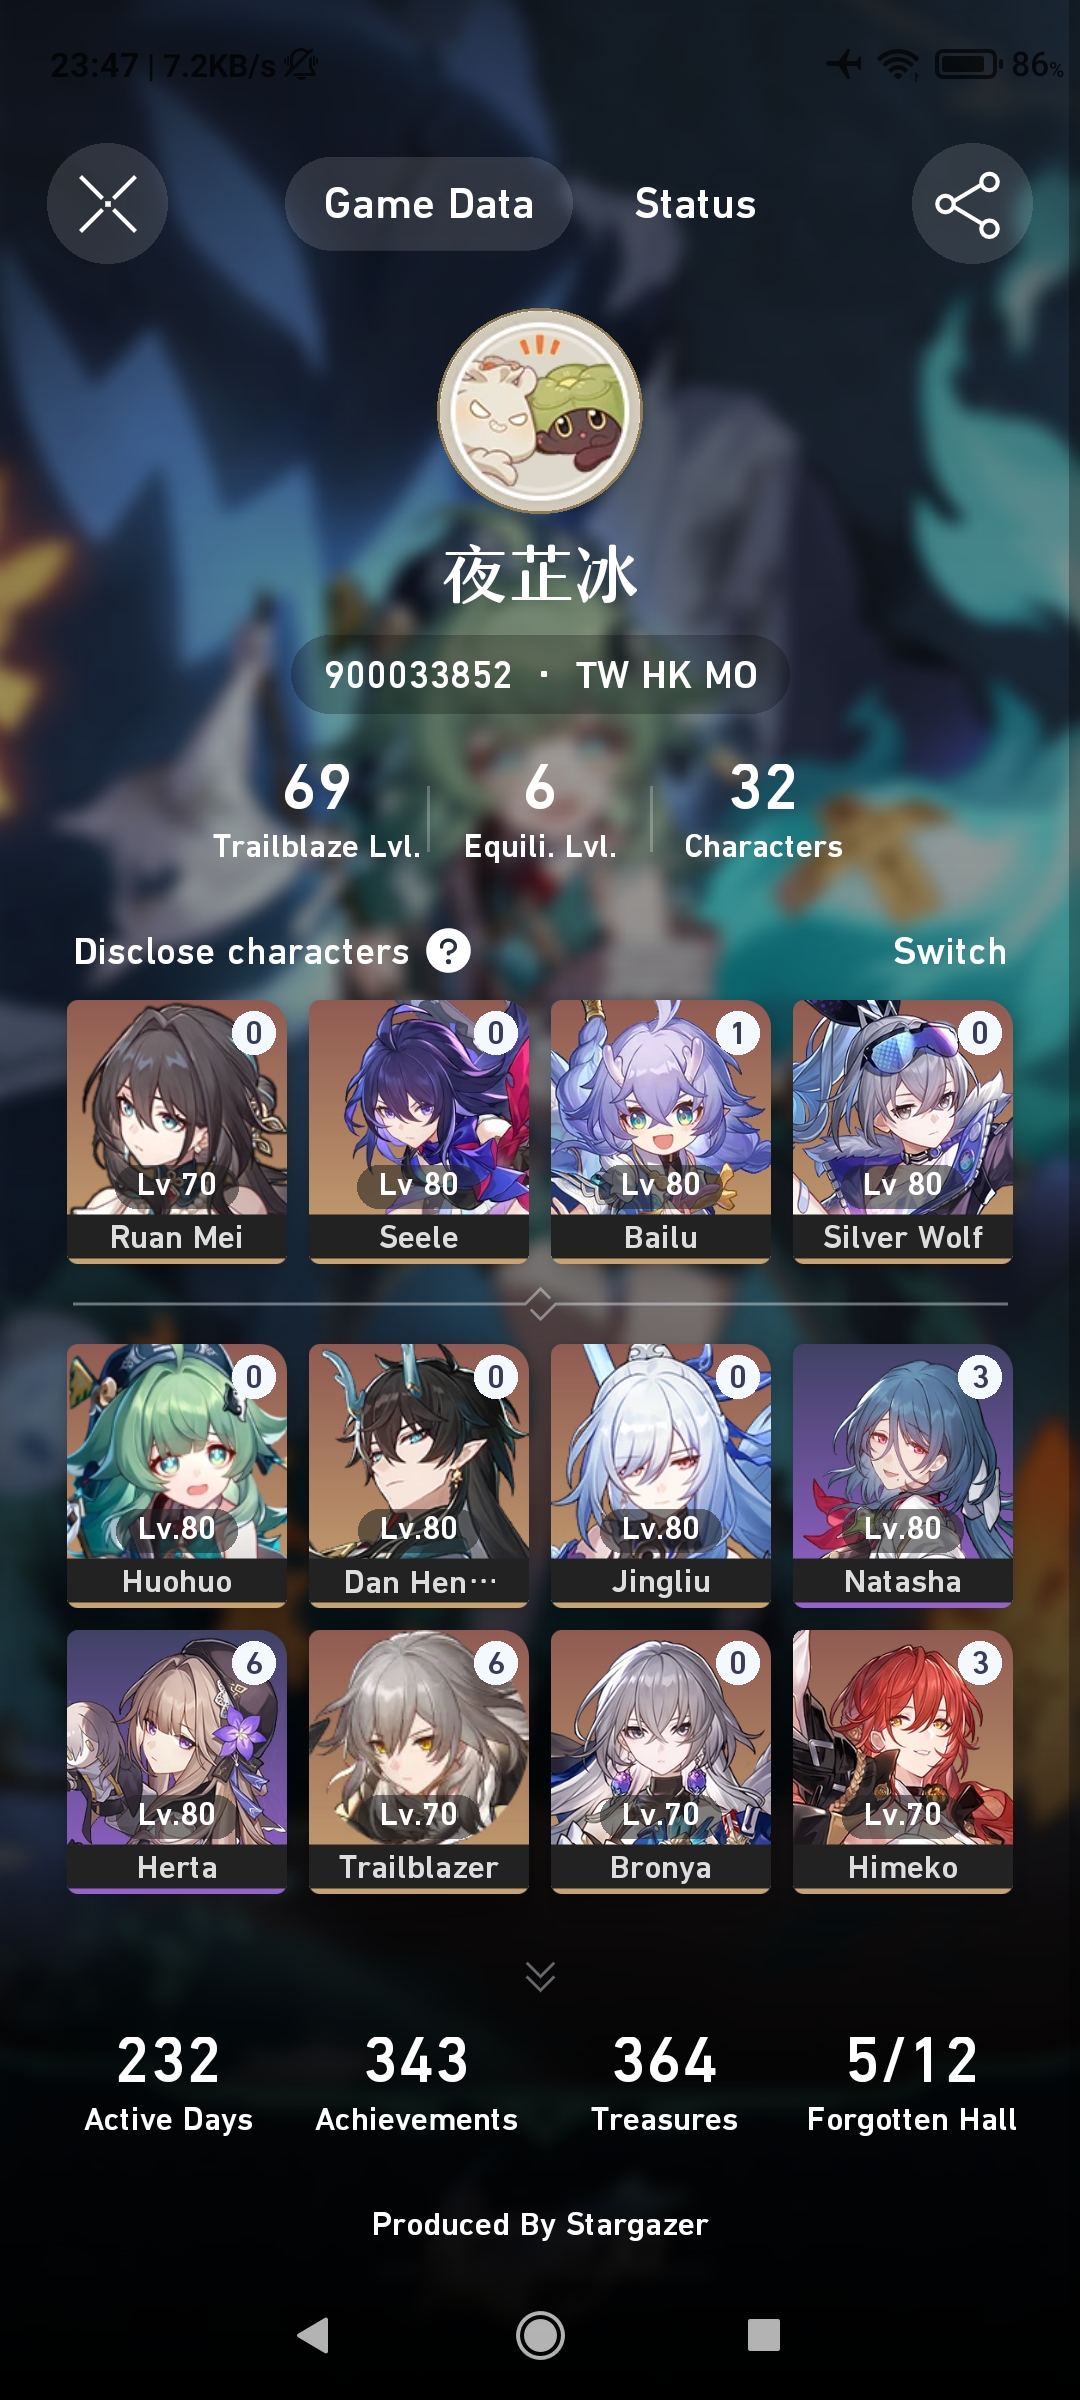 23:47 | 7.2KB/s
86%
Game Data
Status
夜芷冰
900033852 · TW HK MO
69
6
32
Trailblaze Lvl.
Equili. Lvl.
Characters
Disclose characters ?
Switch
0
0
1
0
Lv 70
Lv 80
Lv 80
Lv 80
Ruan Mei
Seele
Bailu
Silver Wolf
0
0
0
3
Lv.80
Lv.80
Lv.80
Lv.80
Huohuo
Dan Hen…
Jingliu
Natasha
6
6
0
3
Lv.80
Lv.70
Lv.70
Lv.70
Herta
Trailblazer
Bronya
Himeko
232
343
364
5/12
Active Days
Achievements
Treasures
Forgotten Hall
Produced By Stargazer